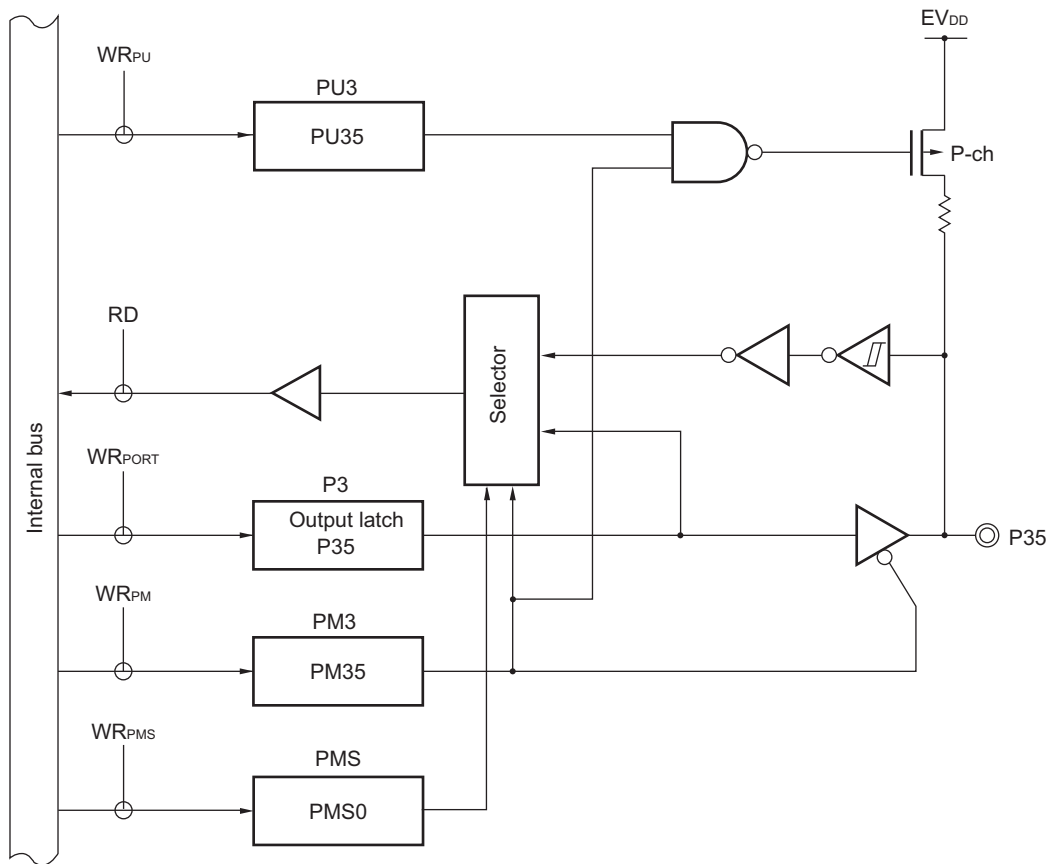 EVDD
WRPU
PU3
PU35
P-ch
RD
Selector
Internal bus
WRPORT
P3
Output latch
P35
P35
WRPM
PM3
PM35
WRPMS
PMS
PMS0